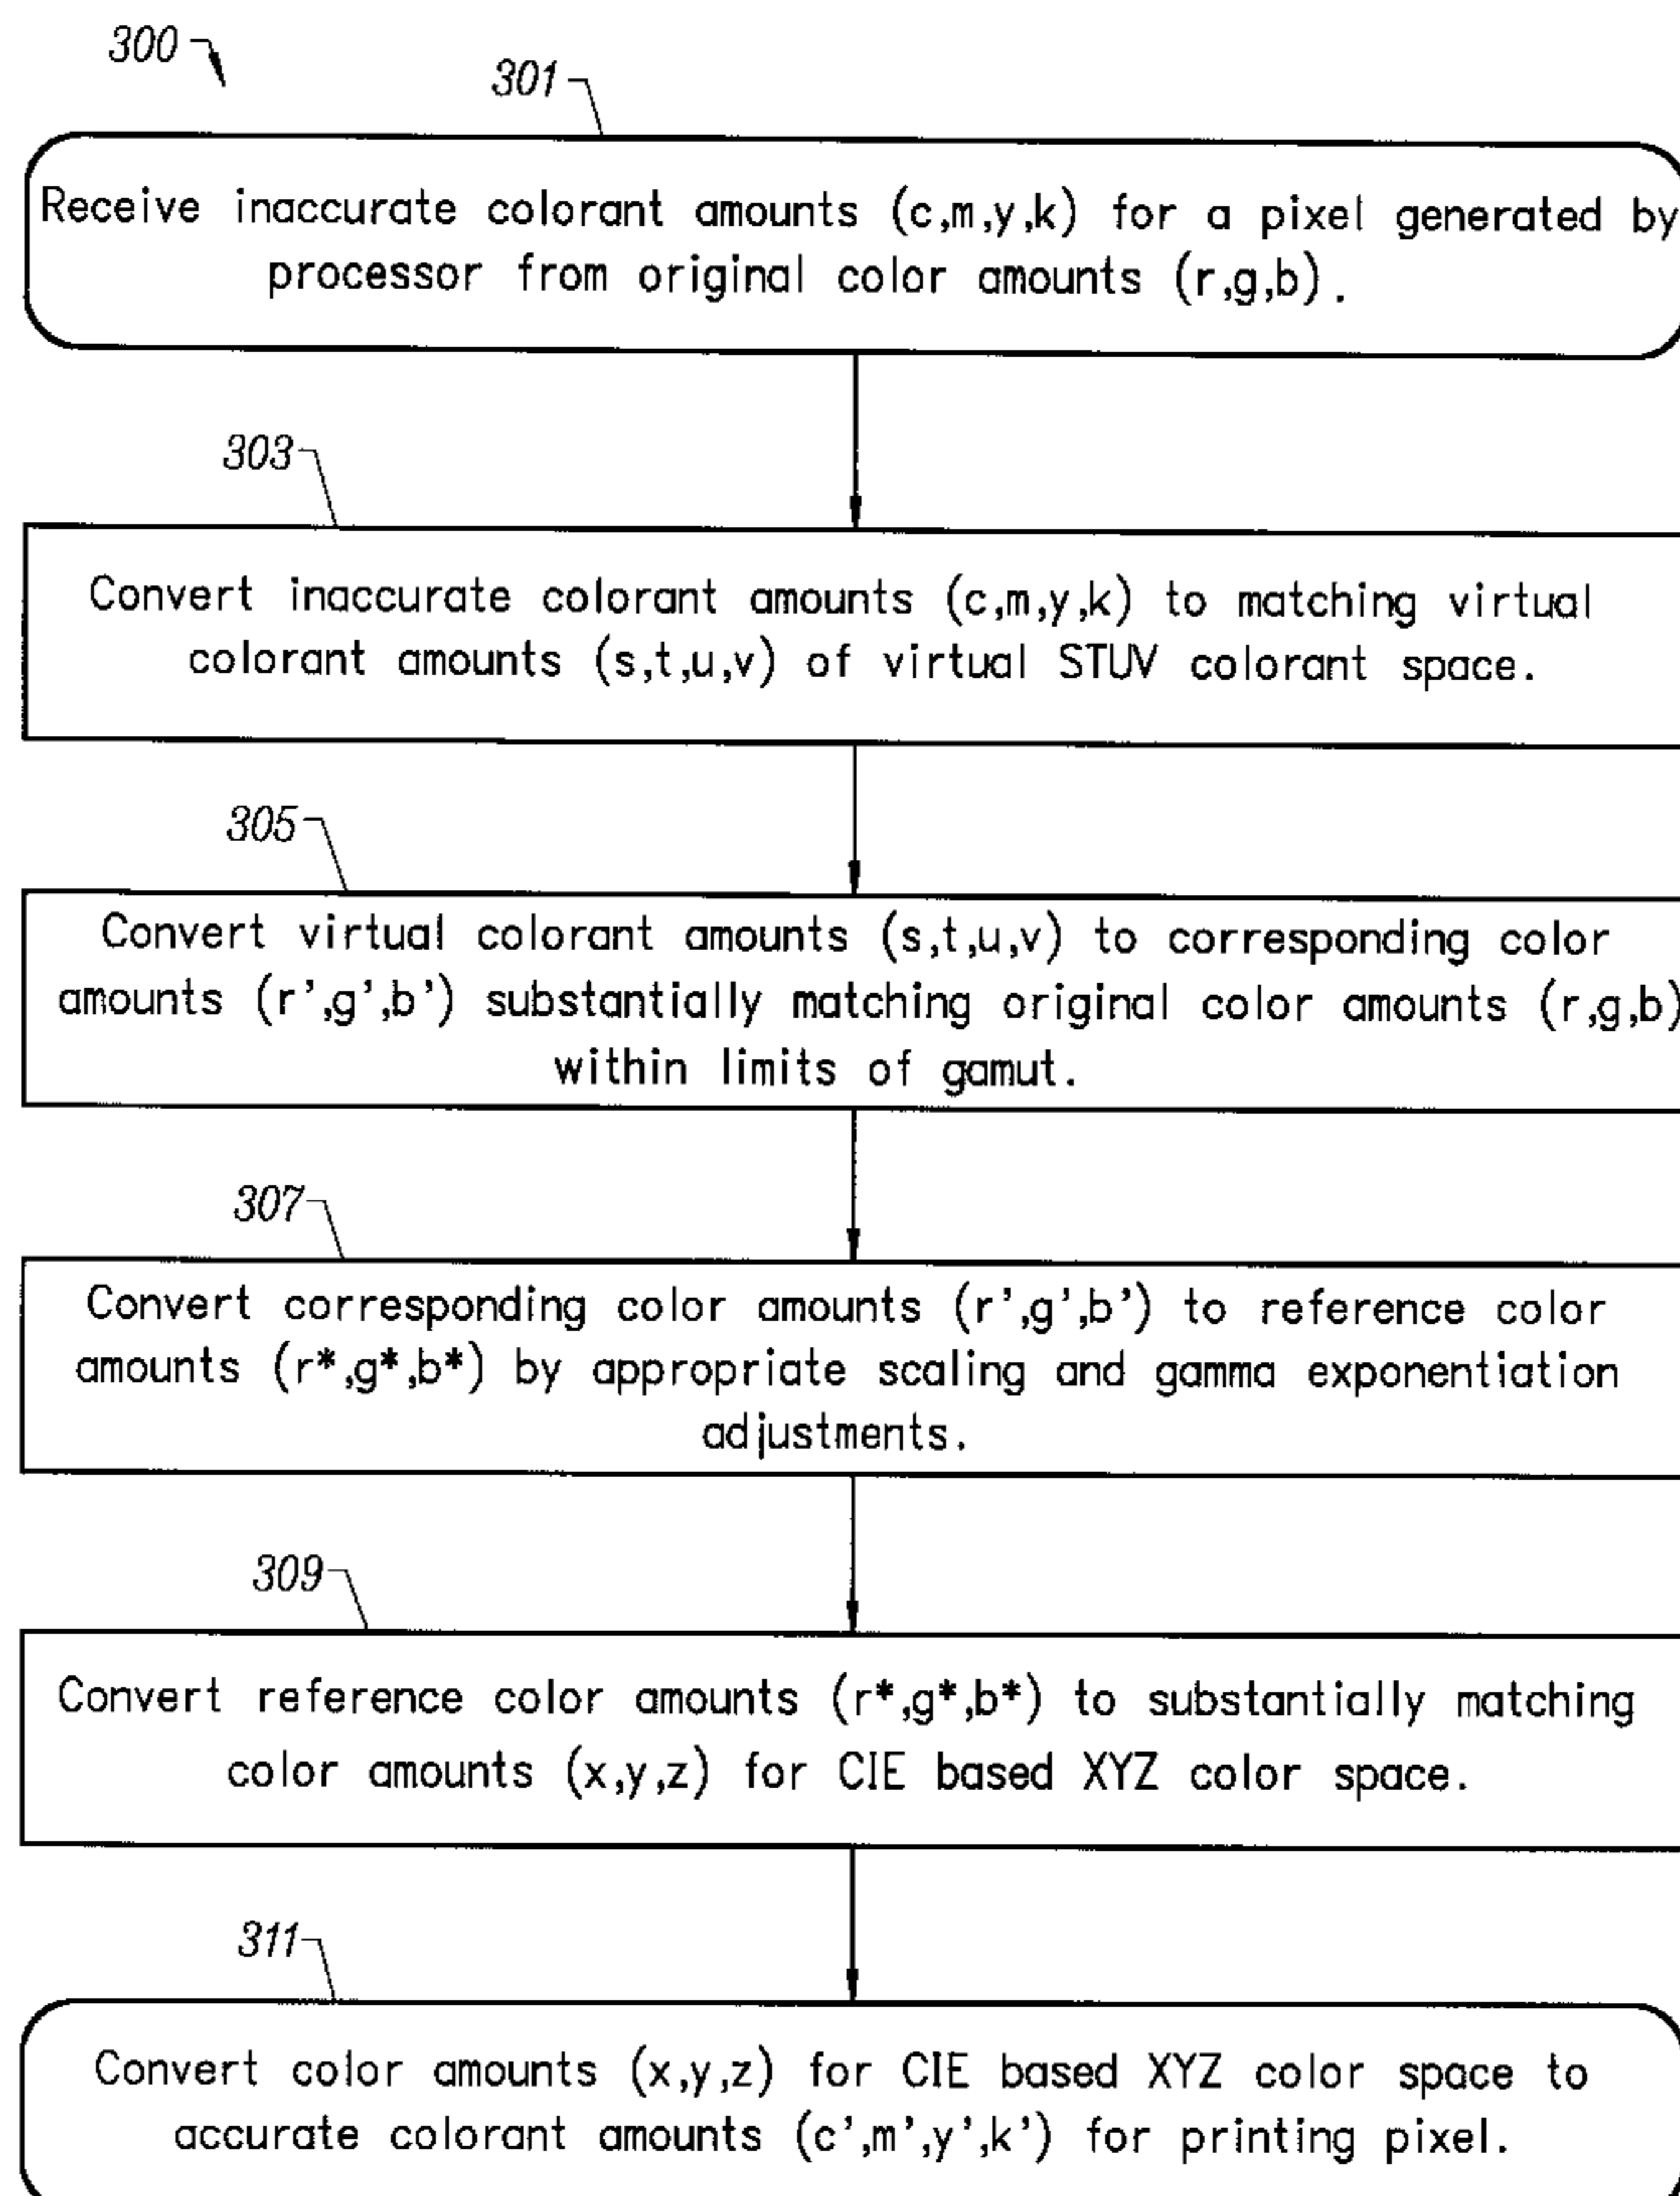 300
301
Receive inaccurate colorant amounts (c,m,y,k) for a pixel generated by
processor from original color amounts (r,g,b).
303
Convert inaccurate colorant amounts (c,m,y,k) to matching virtual
colorant amounts (s,t,u,v) of virtual STUV colorant space.
305
Convert virtual colorant amounts (s,t,u,v) to corresponding color
amounts (r',g',b') substantially matching original color amounts (r,g,b)
within limits of gamut.
307
Convert corresponding color amounts (r',g',b') to reference color
amounts (r*,g*,b*) by appropriate scaling and gamma exponentiation
adjustments.
309
Convert reference color amounts (r*,g*,b*) to substantially matching
color amounts (x,y,z) for CIE based XYZ color space.
311
Convert color amounts (x,y,z) for CIE based XYZ color space to
accurate colorant amounts (c',m',y',k') for printing pixel.